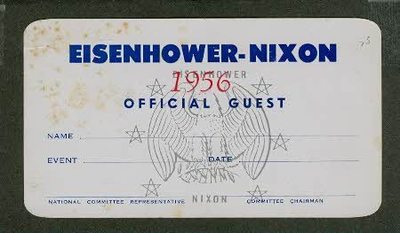 EISENHOWER-NIXON
EISENHOWER
1956
OFFICIAL GUEST
NAME
EVENT DATE
NATIONAL COMMITTEE REPRESENTATIVE NIXON COMMITTEE CHAIRMAN